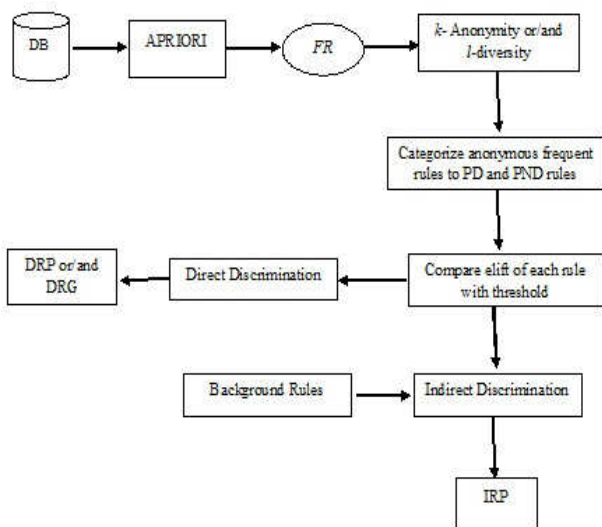 DB
APRIORI
FR
k- Anonymity or/and
l-diversity
Categorize anonymous frequent
rules to PD and PND rules
DRP or/and
DRG
Direct Discrimination
Compare elift of each rule
with threshold
Background Rules
Indirect Discrimination
IRP